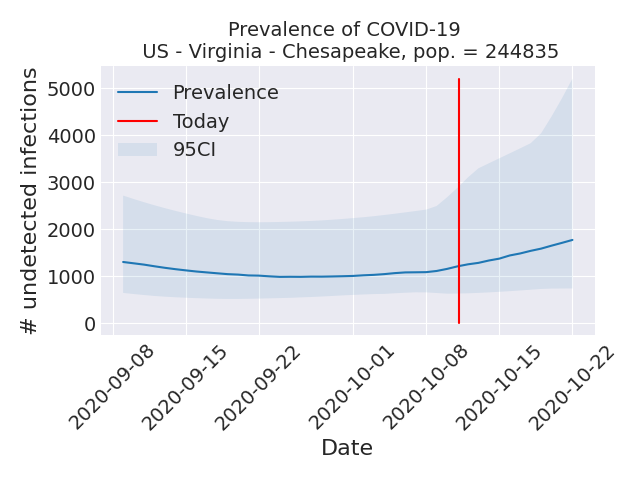 Prevalence of COVID-19
US - Virginia - Chesapeake, pop. = 244835
# undetected infections
5000
4000
3000
2000
1000
0
Prevalence
Today
95CI
2020-09-08
2020-09-15
2020-09-22
2020-10-01
2020-10-08
2020-10-15
2020-10-22
Date